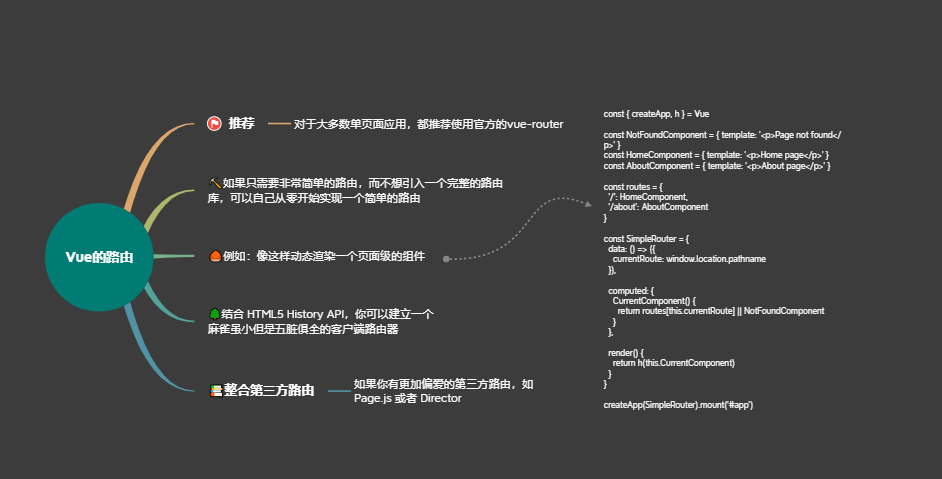 Vue的路由
推荐
对于大多数单页面应用，都推荐使用官方的vue-router
如果只需要非常简单的路由，而不想引入一个完整的路由
库，可以自己从零开始实现一个简单的路由
例如：像这样动态渲染一个页面级的组件
结合 HTML5 History API，你可以建立一个
麻雀虽小但是五脏俱全的客户端路由器
整合第三方路由
如果你有更加偏爱的第三方路由，如
Page.js 或者 Director
const { createApp, h } = Vue
const NotFoundComponent = { template: '<p>Page not found</
p>' }
const HomeComponent = { template: '<p>Home page</p>' }
const AboutComponent = { template: '<p>About page</p>' }
const routes = {
'/': HomeComponent,
'/about': AboutComponent
}
const SimpleRouter = {
data: () => ({
currentRoute: window.location.pathname
}),
computed: {
CurrentComponent() {
return routes[this.currentRoute] || NotFoundComponent
}
},
render() {
return h(this.CurrentComponent)
}
}
createApp(SimpleRouter).mount('#app')